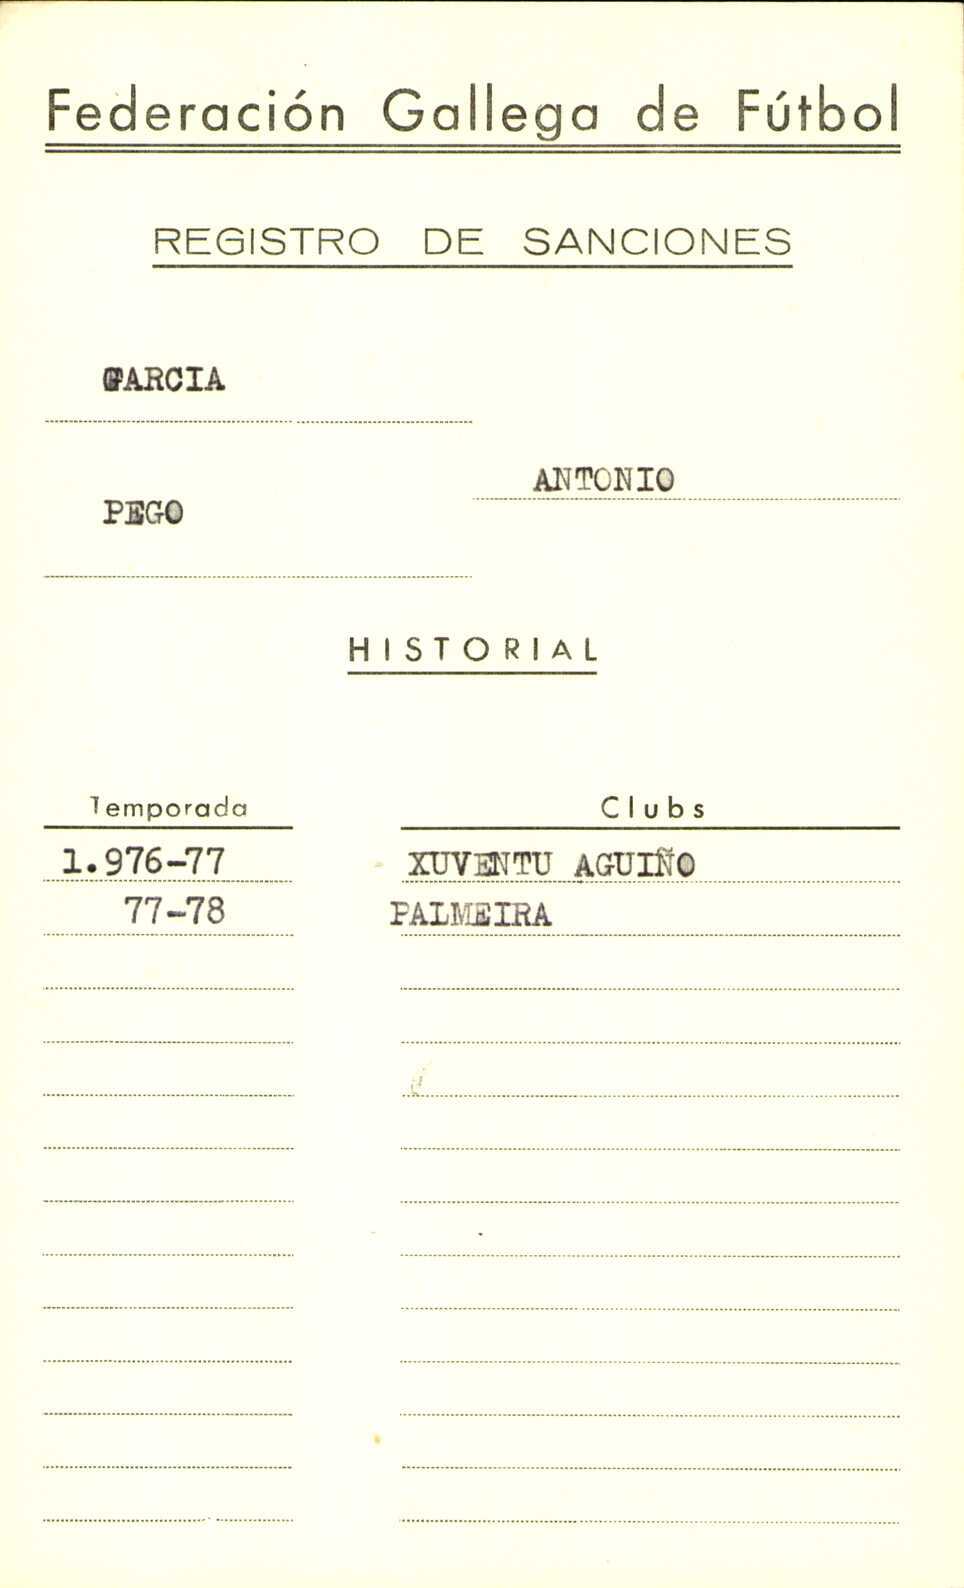 Federación Gallega de Fútbol
REGISTRO DE SANCIONES
GARCIA
ANTONIO
PEGO
HISTORIAL
Temporada Clubs
1.976-77 XUVENTU AGUIÑO
77-78 PALMEIRA